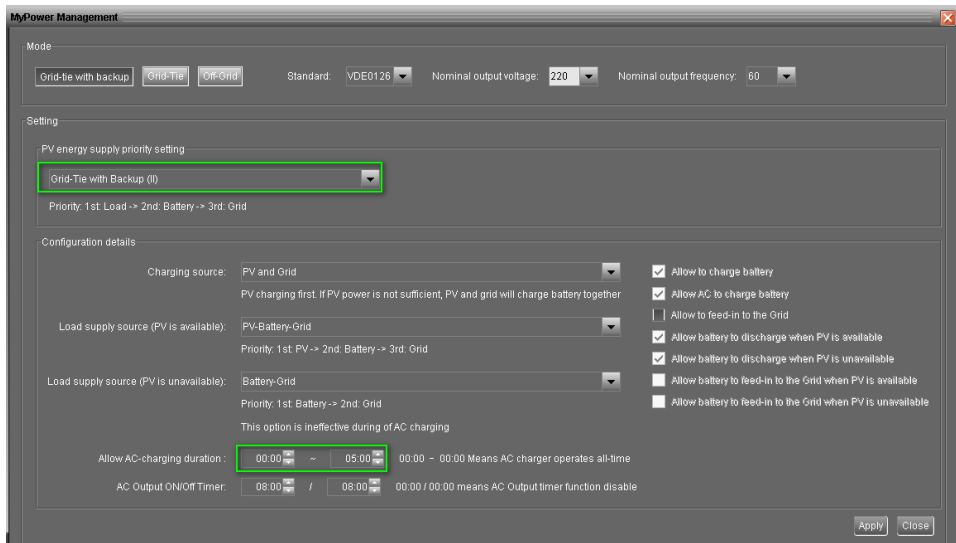 MyPower Management
Mode
Grid-tie with backup Grid-Tie Off-Grid Standard: VDE0126 Nominal output voltage: 220 Nominal output frequency: 60
Setting
PV energy supply priority setting
Grid-Tie with Backup (II)
Priority: 1st: Load -> 2nd: Battery -> 3rd: Grid
Configuration details
Charging source: PV and Grid
PV charging first. If PV power is not sufficient, PV and grid will charge battery together
Load supply source (PV is available): PV-Battery-Grid
Priority: 1st: PV -> 2nd: Battery -> 3rd: Grid
Load supply source (PV is unavailable): Battery-Grid
Priority: 1st: Battery -> 2nd: Grid
This option is ineffective during of AC charging
Allow to charge battery
Allow AC to charge battery
Allow to feed-in to the Grid
Allow battery to discharge when PV is available
Allow battery to discharge when PV is unavailable
Allow battery to feed-in to the Grid when PV is available
Allow battery to feed-in to the Grid when PV is unavailable
Allow AC-charging duration : 00:00 ~ 05:00 00:00 ~ 00:00 Means AC charger operates all-time
AC Output ON/Off Timer: 08:00 / 08:00 00:00 / 00:00 means AC Output timer function disable
Apply Close